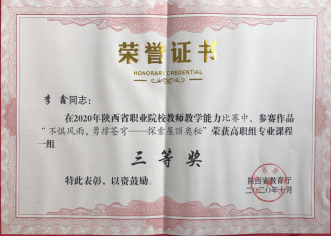 荣誉证书
HONORARY CREDENTIAL
李鑫同志：
在2020年陕西省职业院校教师教学能力比赛中，参赛作品
“不惧风雨，勇撑苍穹——探索屋顶奥秘”荣获高职组专业课程
一组
三等奖
特此表彰，以资鼓励。
陕西省教育厅
二〇二〇年十月